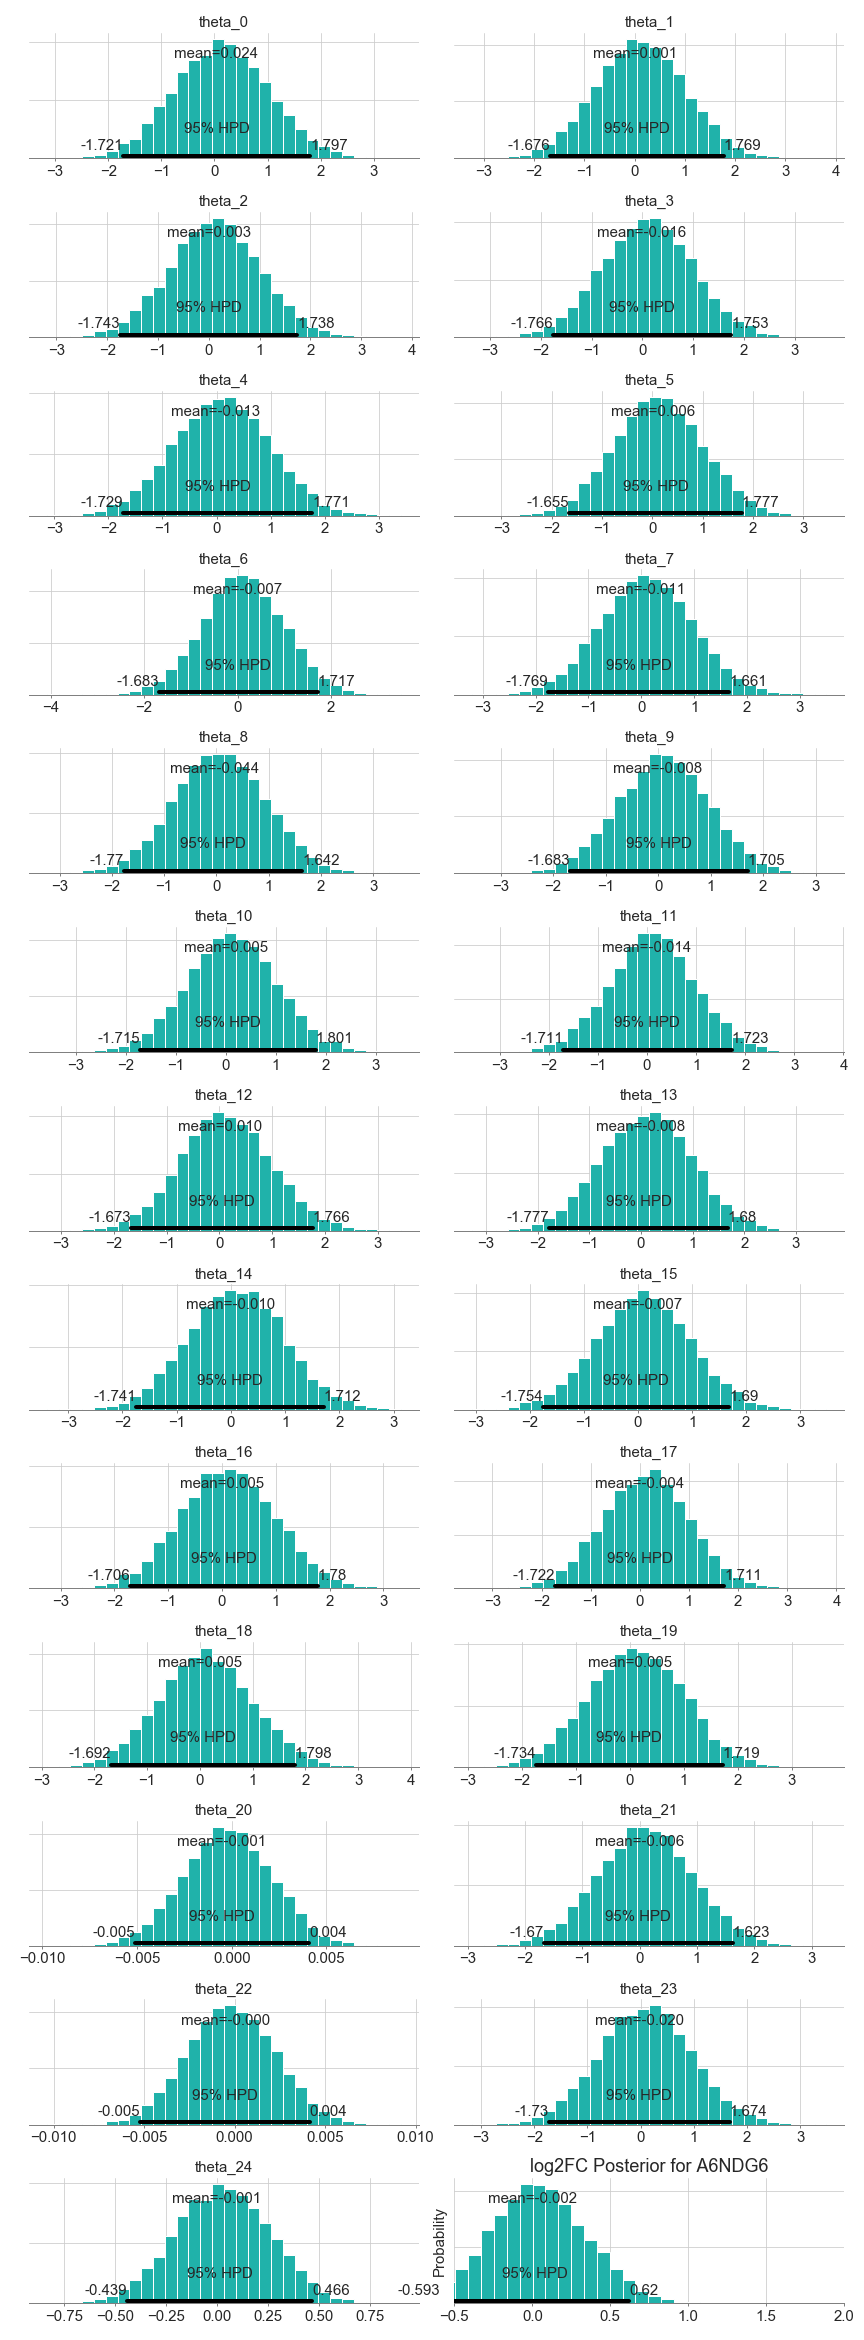 theta_0
mean=0.024
95% HPD
-1.721 1.797
−3 −2 −1 0 1 2 3
theta_1
mean=0.001
95% HPD
-1.676 1.769
−3 −2 −1 0 1 2 3 4
theta_2
mean=0.003
95% HPD
-1.743 1.738
−3 −2 −1 0 1 2 3 4
theta_3
mean=-0.016
95% HPD
-1.766 1.753
−3 −2 −1 0 1 2 3
theta_4
mean=-0.013
95% HPD
-1.729 1.771
−3 −2 −1 0 1 2 3
theta_5
mean=0.006
95% HPD
-1.655 1.777
−3 −2 −1 0 1 2 3
theta_6
mean=-0.007
95% HPD
-1.683 1.717
−4 −2 0 2
theta_7
mean=-0.011
95% HPD
-1.769 1.661
−3 −2 −1 0 1 2 3
theta_8
mean=-0.044
95% HPD
-1.77 1.642
−3 −2 −1 0 1 2 3
theta_9
mean=-0.008
95% HPD
-1.683 1.705
−3 −2 −1 0 1 2 3
theta_10
mean=0.005
95% HPD
-1.715 1.801
−3 −2 −1 0 1 2 3
theta_11
mean=-0.014
95% HPD
-1.711 1.723
−3 −2 −1 0 1 2 3 4
theta_12
mean=0.010
95% HPD
-1.673 1.766
−3 −2 −1 0 1 2 3
theta_13
mean=-0.008
95% HPD
-1.777 1.68
−3 −2 −1 0 1 2 3
theta_14
mean=-0.010
95% HPD
-1.741 1.712
−3 −2 −1 0 1 2 3
theta_15
mean=-0.007
95% HPD
-1.754 1.69
−3 −2 −1 0 1 2 3
theta_16
mean=0.005
95% HPD
-1.706 1.78
−3 −2 −1 0 1 2 3
theta_17
mean=-0.004
95% HPD
-1.722 1.711
−3 −2 −1 0 1 2 3 4
theta_18
mean=0.005
95% HPD
-1.692 1.798
−3 −2 −1 0 1 2 3 4
theta_19
mean=0.005
95% HPD
-1.734 1.719
−3 −2 −1 0 1 2 3
theta_20
mean=-0.001
95% HPD
-0.005 0.004
−0.010 −0.005 0.000 0.005
theta_21
mean=-0.006
95% HPD
-1.67 1.623
−3 −2 −1 0 1 2 3
theta_22
mean=-0.000
95% HPD
-0.005 0.004
−0.010 −0.005 0.000 0.005 0.010
theta_23
mean=-0.020
95% HPD
-1.73 1.674
−3 −2 −1 0 1 2 3
theta_24
mean=-0.001
95% HPD
-0.439 0.466
−0.75 −0.50 −0.25 0.00 0.25 0.50 0.75
log2FC Posterior for A6NDG6
Probability
mean=-0.002
95% HPD
-0.593 0.62
−0.5 0.0 0.5 1.0 1.5 2.0